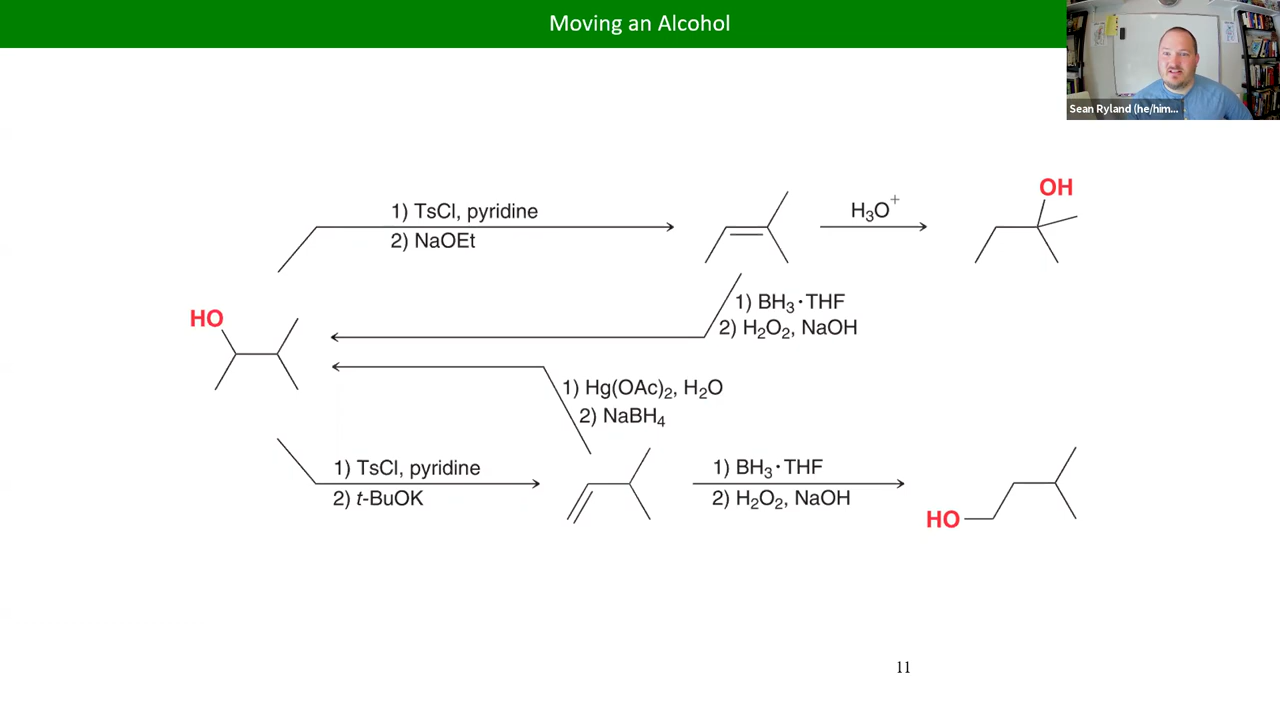 Moving an Alcohol
Sean Ryland (he/him...
OH
1) TsCl, pyridine
2) NaOEt
H₃O⁺
HO
1) BH₃·THF
2) H₂O₂, NaOH
1) Hg(OAc)₂, H₂O
2) NaBH₄
1) TsCl, pyridine
2) t-BuOK
1) BH₃·THF
2) H₂O₂, NaOH
HO
11